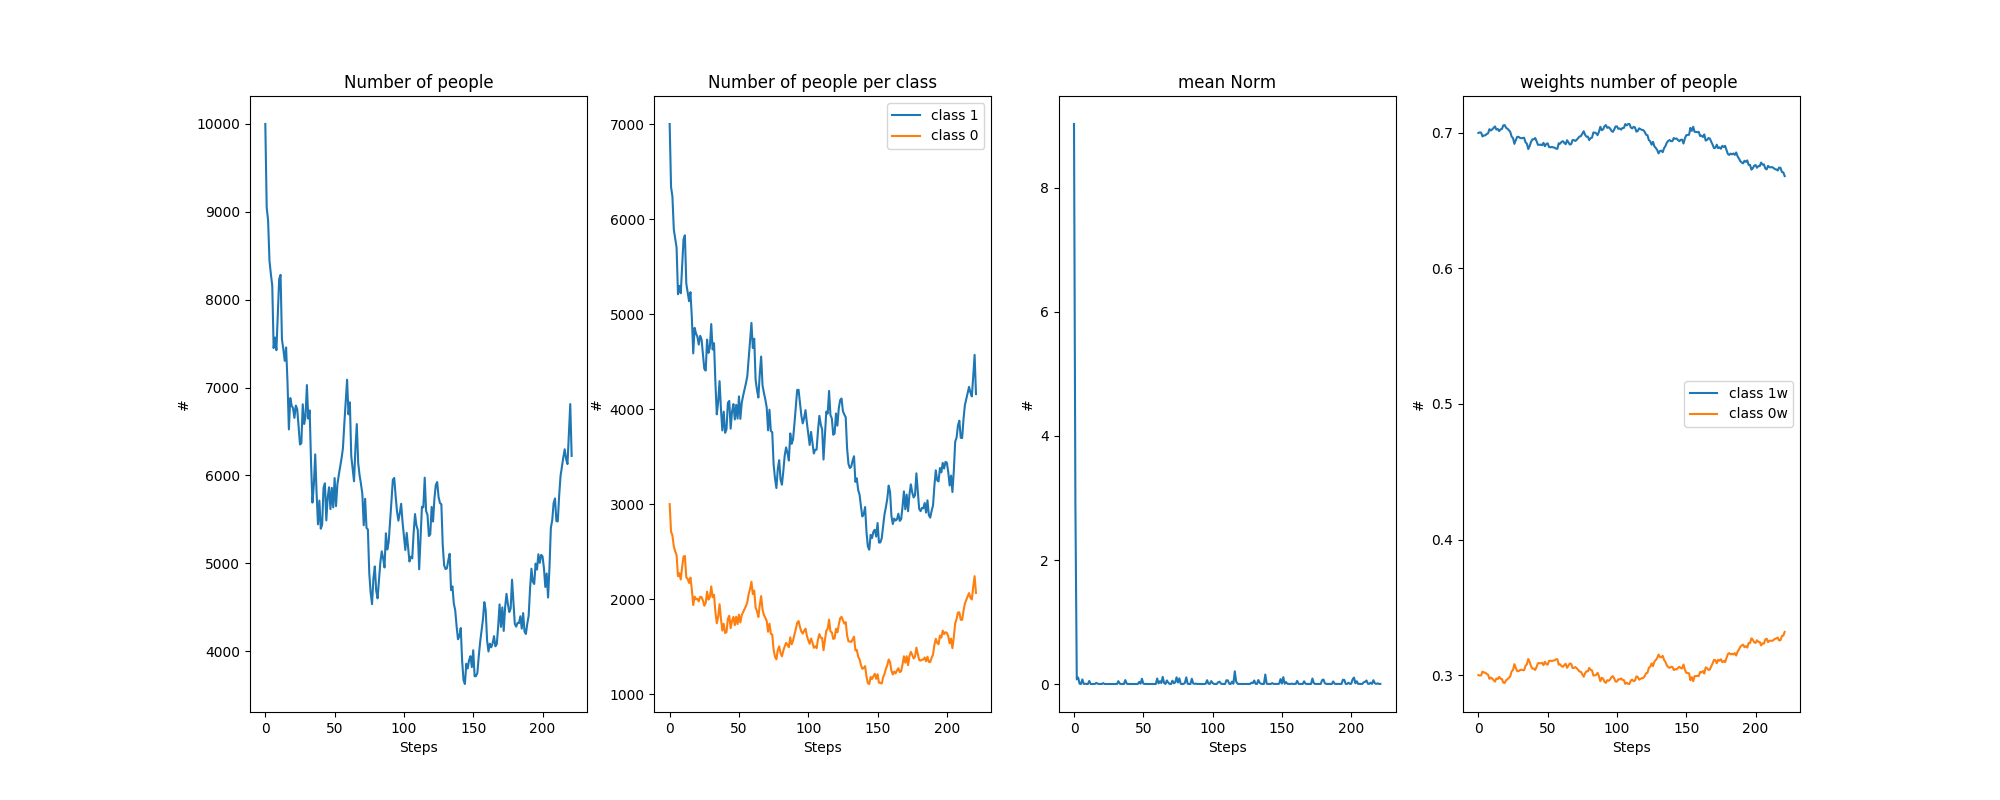 Number of people
10000
9000
8000
7000
6000
5000
4000
#
0 50 100 150 200
Steps
Number of people per class
class 1
class 0
7000
6000
5000
4000
3000
2000
1000
#
0 50 100 150 200
Steps
mean Norm
8
6
4
2
0
#
0 50 100 150 200
Steps
weights number of people
0.7
0.6
0.5
0.4
0.3
#
class 1w
class 0w
0 50 100 150 200
Steps